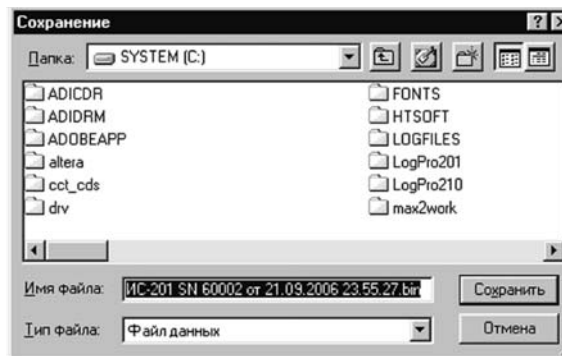 Сохранение
Папка: SYSTEM (C:)
ADICDR FONTS
ADIDRM HTSOFT
ADOBEAPP LOGFILES
altera LogPro201
cct_cds LogPro210
drv max2work
Имя файла: ИС-201 SN 60002 от 21.09.2006 23.55.27.bin Сохранить
Тип файла: Файл данных Отмена